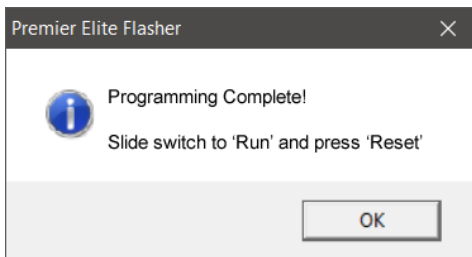 Premier Elite Flasher
Programming Complete!
Slide switch to ‘Run’ and press ‘Reset’
OK